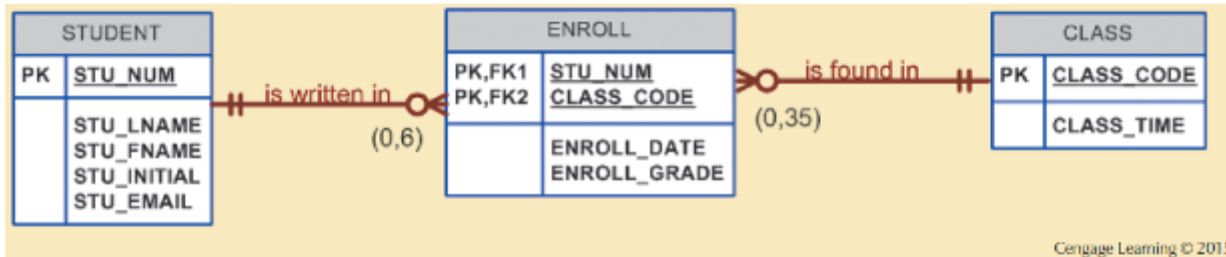 STUDENT
PK STU_NUM
STU_LNAME
STU_FNAME
STU_INITIAL
STU_EMAIL
is written in
(0,6)
ENROLL
PK,FK1 STU_NUM
PK,FK2 CLASS_CODE
ENROLL_DATE
ENROLL_GRADE
is found in
(0,35)
CLASS
PK CLASS_CODE
CLASS_TIME
Cengage Learning © 2015